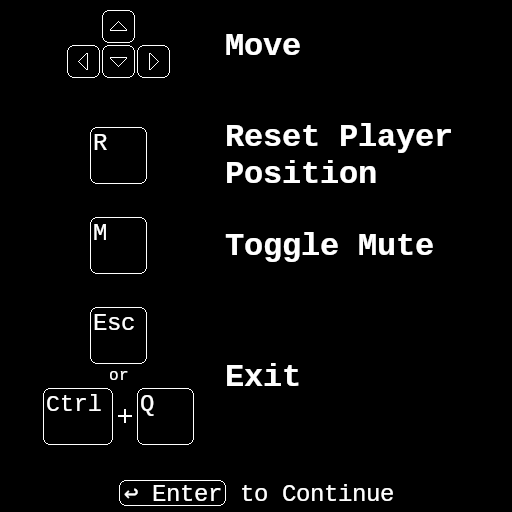 Move
R
Reset Player
Position
M
Toggle Mute
Esc
or
Exit
Ctrl + Q
↩ Enter to Continue